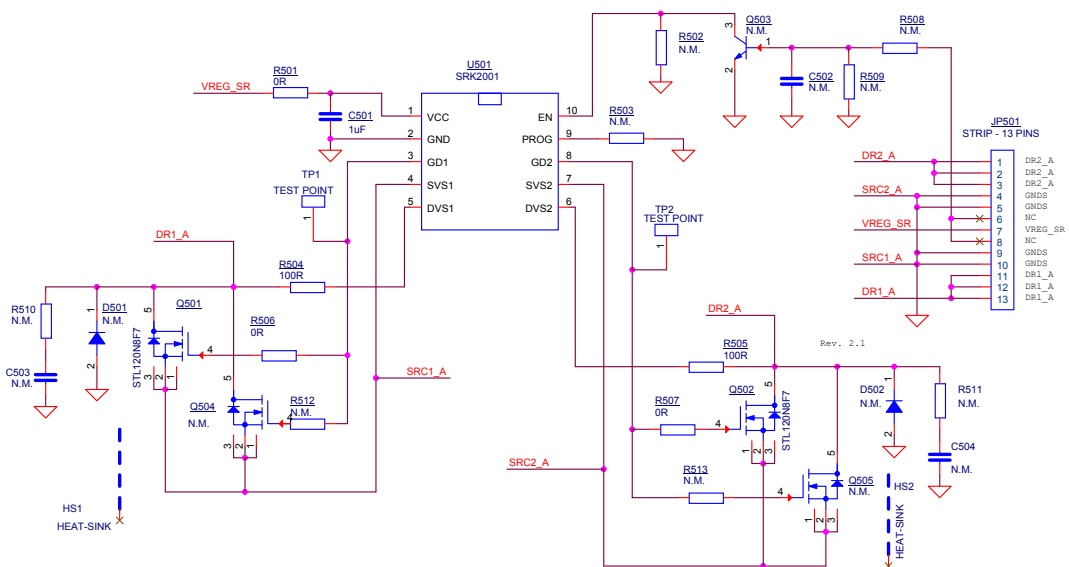 U501
SRK2001
1 VCC
2 GND
3 GD1
4 SVS1
5 DVS1
10 EN
9 PROG
8 GD2
7 SVS2
6 DVS2
VREG_SR
R501
0R
C501
1uF
TP1
TEST POINT
1
R502
N.M.
3
Q503
N.M.
1
2
R508
N.M.
C502
N.M.
R509
N.M.
R503
N.M.
TP2
TEST POINT
1
JP501
STRIP - 13 PINS
DR2_A
SRC2_A
VREG_SR
SRC1_A
DR1_A
1 DR2_A
2 DR2_A
3 DR2_A
4 GNDS
5 GNDS
6 NC
7 VREG_SR
8 NC
9 GNDS
10 GNDS
11 DR1_A
12 DR1_A
13 DR1_A
DR1_A
R504
100R
R510
N.M.
C503
N.M.
1
D501
N.M.
2
5
Q501
STL120N8F7
4
3 2 1
R506
0R
5
Q504
N.M.
4
3 2 1
R512
N.M.
SRC1_A
HS1
HEAT-SINK
DR2_A
Rev. 2.1
R505
100R
5
Q502
STL120N8F7
4
1 2 3
R507
0R
SRC2_A
R513
N.M.
4
5
Q505
N.M.
1 2 3
D502
N.M.
1
2
R511
N.M.
C504
N.M.
HS2
HEAT-SINK